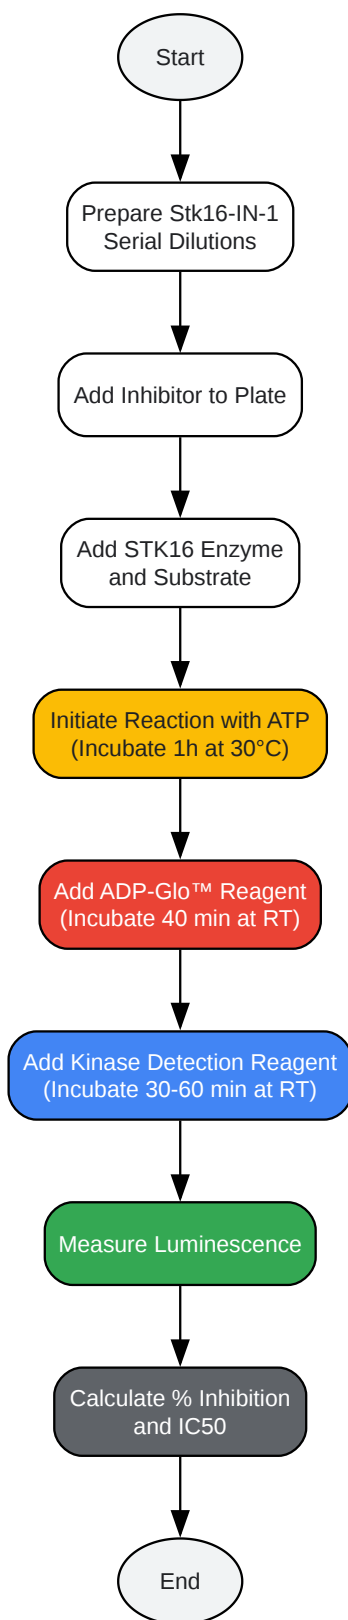 Start
Prepare Stk16-IN-1
Serial Dilutions
Add Inhibitor to Plate
Add STK16 Enzyme
and Substrate
Initiate Reaction with ATP
(Incubate 1h at 30°C)
Add ADP-Glo™ Reagent
(Incubate 40 min at RT)
Add Kinase Detection Reagent
(Incubate 30-60 min at RT)
Measure Luminescence
Calculate % Inhibition
and IC50
End